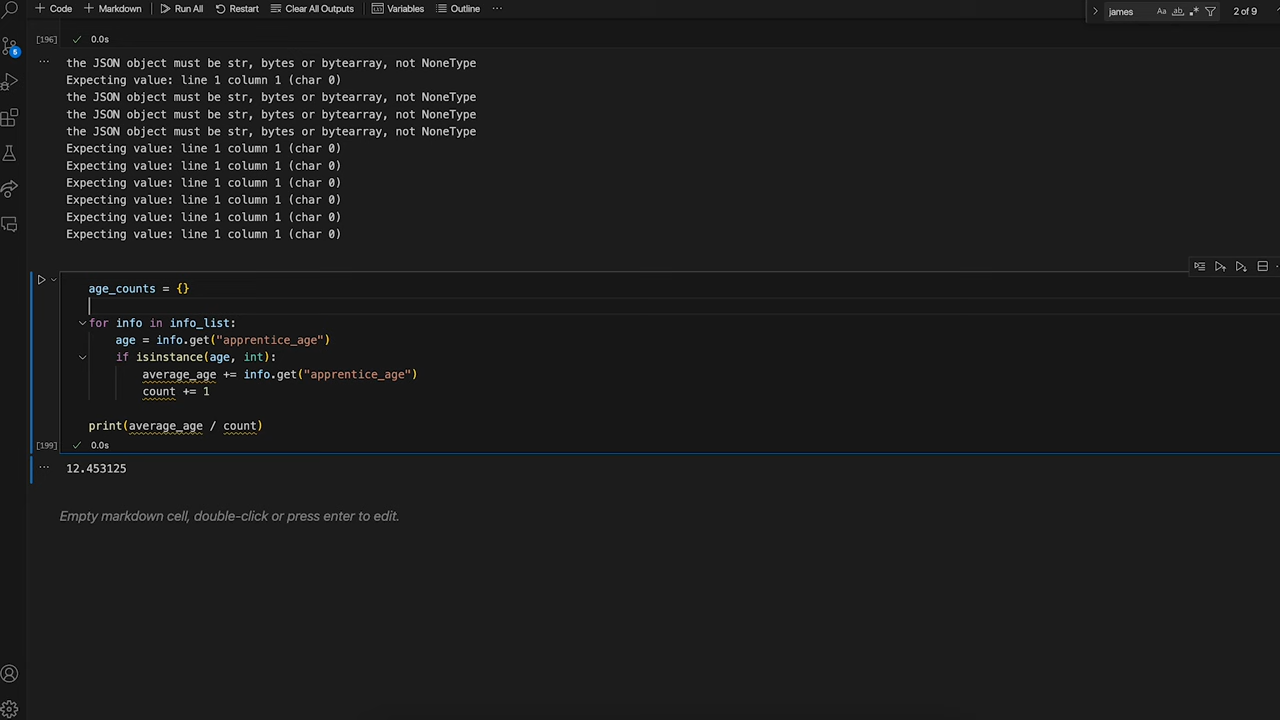 Code Markdown Run All Restart Clear All Outputs Variables Outline ... james Aa ab .* 2 of 9
[196] 0.0s
... the JSON object must be str, bytes or bytearray, not NoneType
Expecting value: line 1 column 1 (char 0)
the JSON object must be str, bytes or bytearray, not NoneType
the JSON object must be str, bytes or bytearray, not NoneType
the JSON object must be str, bytes or bytearray, not NoneType
Expecting value: line 1 column 1 (char 0)
Expecting value: line 1 column 1 (char 0)
Expecting value: line 1 column 1 (char 0)
Expecting value: line 1 column 1 (char 0)
Expecting value: line 1 column 1 (char 0)
Expecting value: line 1 column 1 (char 0)
age_counts = {}
for info in info_list:
age = info.get("apprentice_age")
if isinstance(age, int):
average_age += info.get("apprentice_age")
count += 1
print(average_age / count)
[199] 0.0s
... 12.453125
Empty markdown cell, double-click or press enter to edit.
5